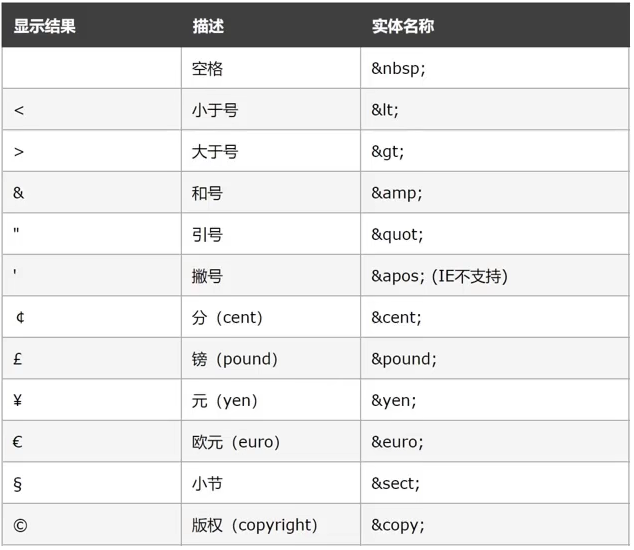 显示结果 描述 实体名称
空格 &nbsp;
< 小于号 &lt;
> 大于号 &gt;
& 和号 &amp;
" 引号 &quot;
' 撇号 &apos; (IE不支持)
¢ 分（cent） &cent;
£ 镑（pound） &pound;
¥ 元（yen） &yen;
€ 欧元（euro） &euro;
§ 小节 &sect;
© 版权（copyright） &copy;